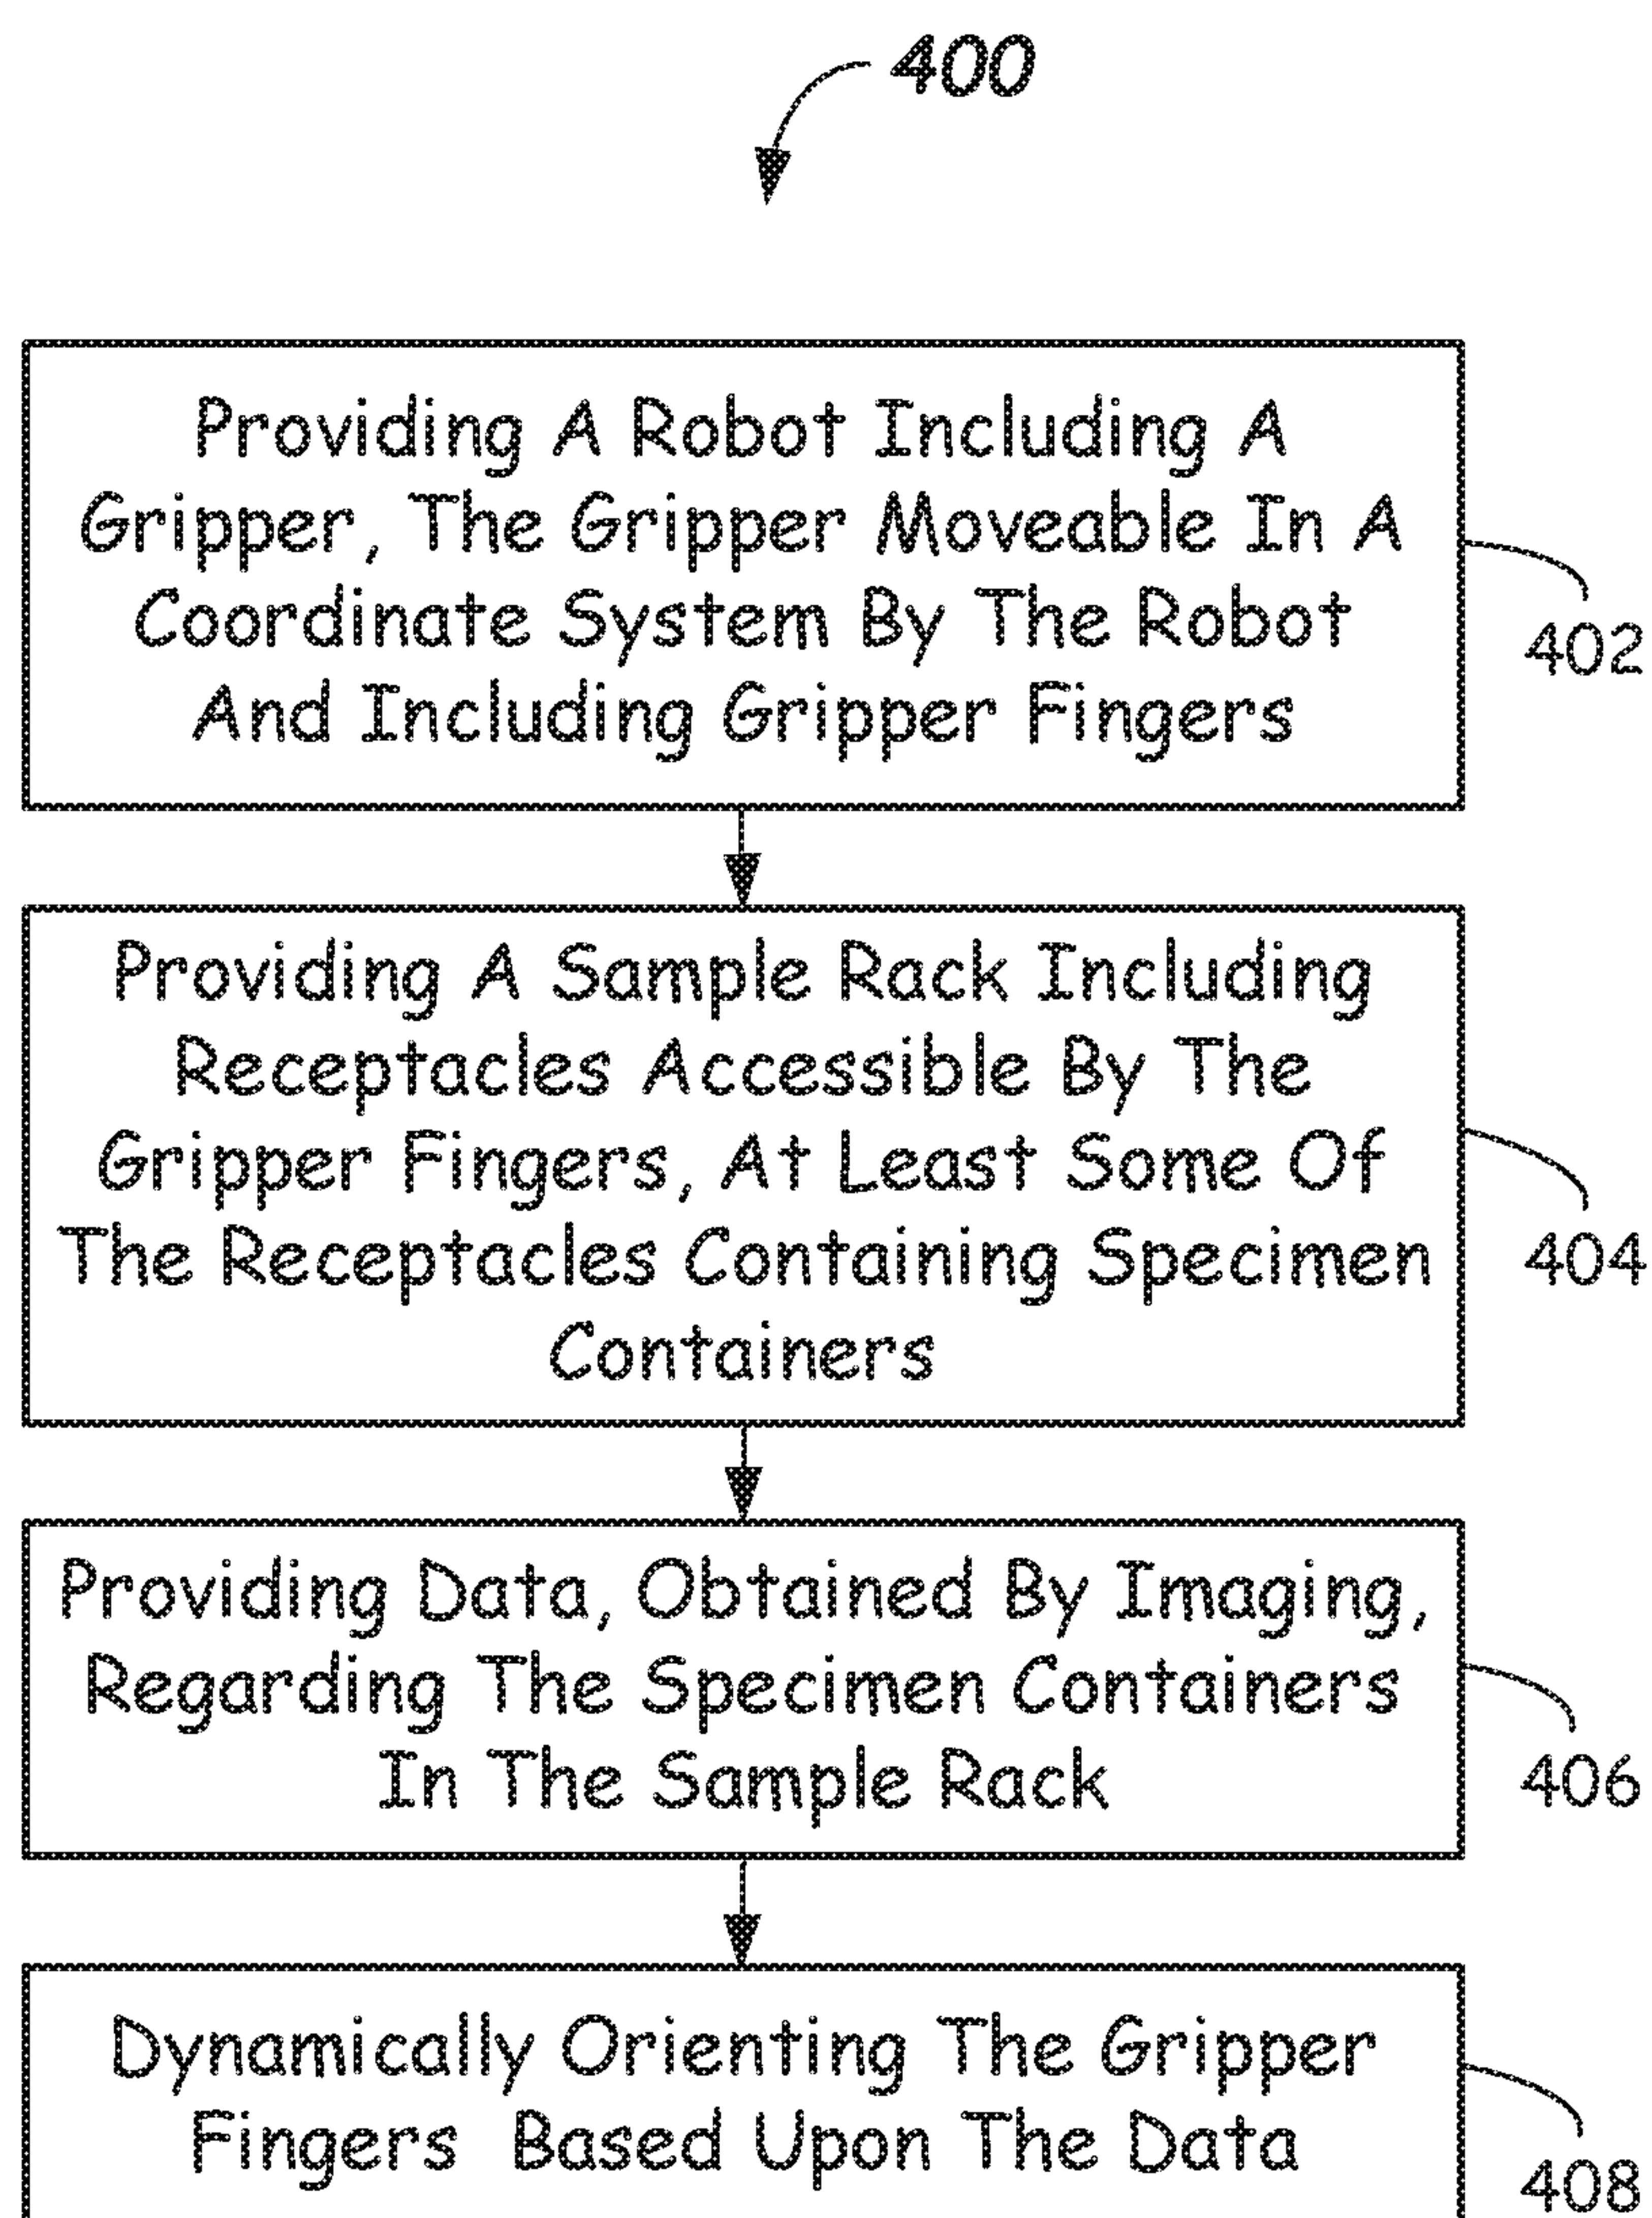 400
Providing A Robot Including A
Gripper, The Gripper Moveable In A
Coordinate System By The Robot
And Including Gripper Fingers
402
Providing A Sample Rack Including
Receptacles Accessible By The
Gripper Fingers, At Least Some Of
The Receptacles Containing Specimen
Containers
404
Providing Data, Obtained By Imaging,
Regarding The Specimen Containers
In The Sample Rack
406
Dynamically Orienting The Gripper
Fingers Based Upon The Data
408